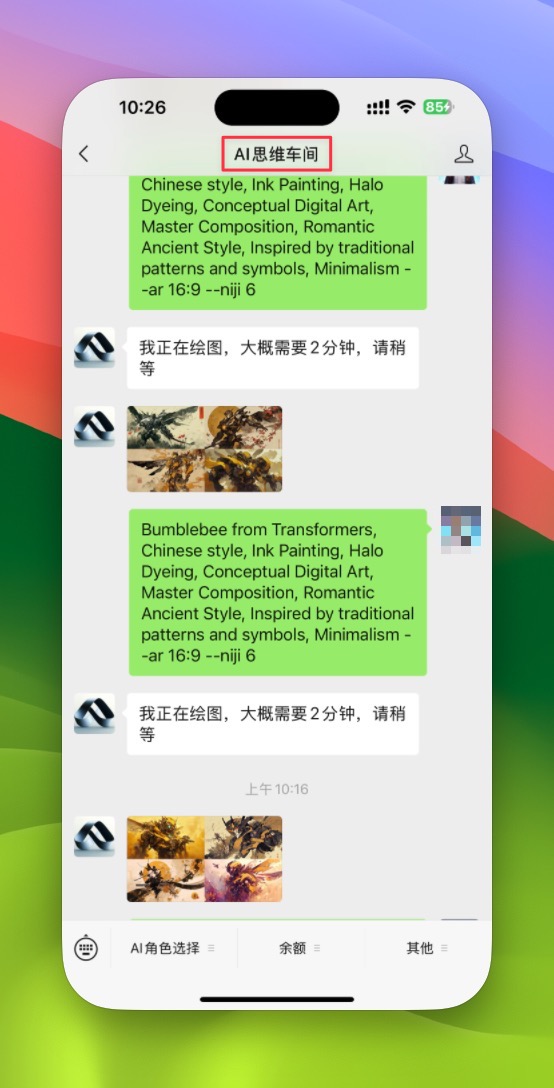 10:26
85
AI思维车间
Chinese style, Ink Painting, Halo
Dyeing, Conceptual Digital Art,
Master Composition, Romantic
Ancient Style, Inspired by traditional
patterns and symbols, Minimalism -
-ar 16:9 --niji 6
我正在绘图，大概需要2分钟，请稍
等
Bumblebee from Transformers,
Chinese style, Ink Painting, Halo
Dyeing, Conceptual Digital Art,
Master Composition, Romantic
Ancient Style, Inspired by traditional
patterns and symbols, Minimalism -
-ar 16:9 --niji 6
我正在绘图，大概需要2分钟，请稍
等
上午10:16
AI角色选择
余额
其他